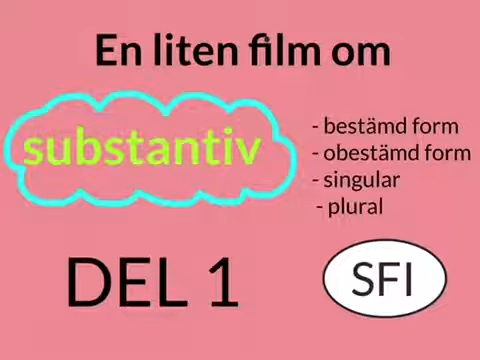 En liten film om
substantiv
- bestämd form
- obestämd form
- singular
- plural
DEL 1
SFI